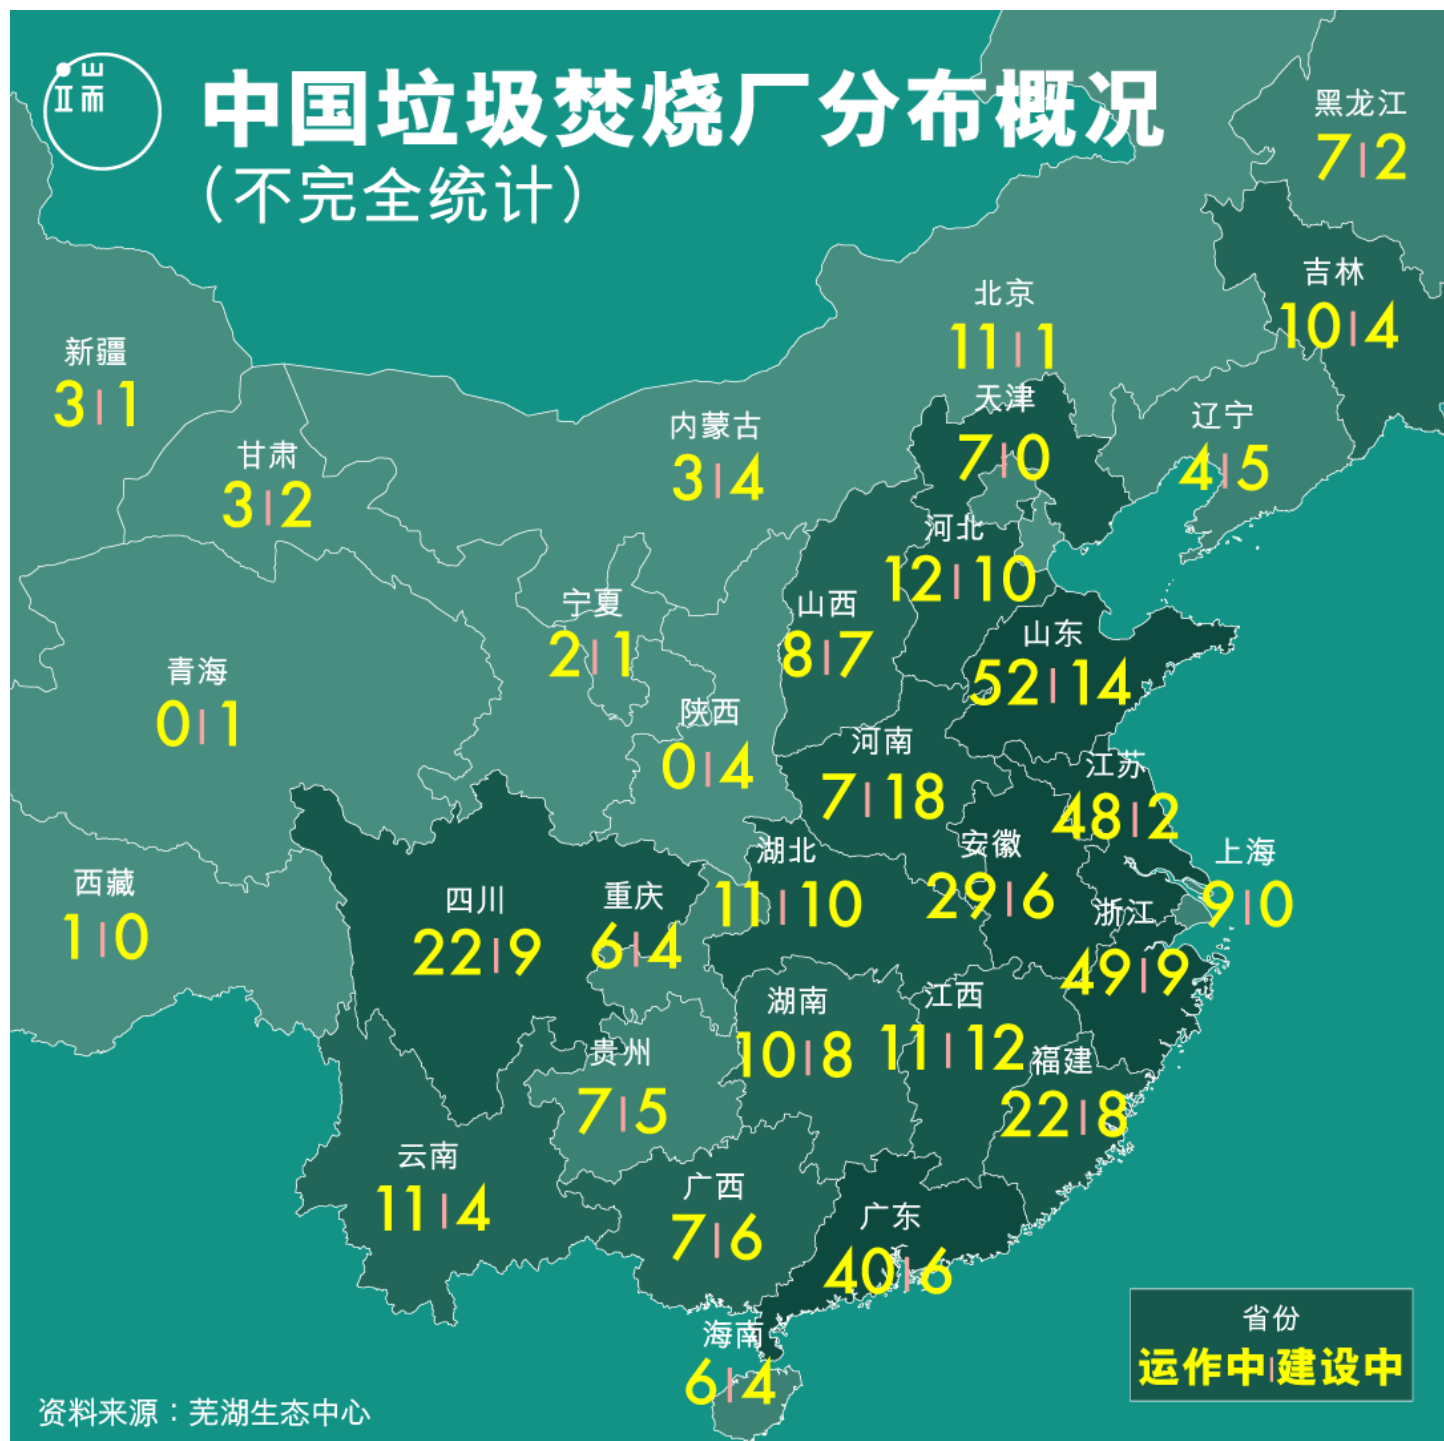 端
中国垃圾焚烧厂分布概况
（不完全统计）
黑龙江
7|2
吉林
10|4
北京
11|1
新疆
3|1
天津
7|0
辽宁
4|5
内蒙古
3|4
甘肃
3|2
河北
12|10
宁夏
2|1
山西
8|7
山东
52|14
青海
0|1
陕西
0|4
河南
7|18
江苏
48|2
西藏
1|0
四川
22|9
重庆
6|4
湖北
11|10
安徽
29|6
上海
9|0
浙江
49|9
湖南
10|8
江西
11|12
贵州
7|5
福建
22|8
云南
11|4
广西
7|6
广东
40|6
海南
6|4
省份
运作中|建设中
资料来源：芜湖生态中心